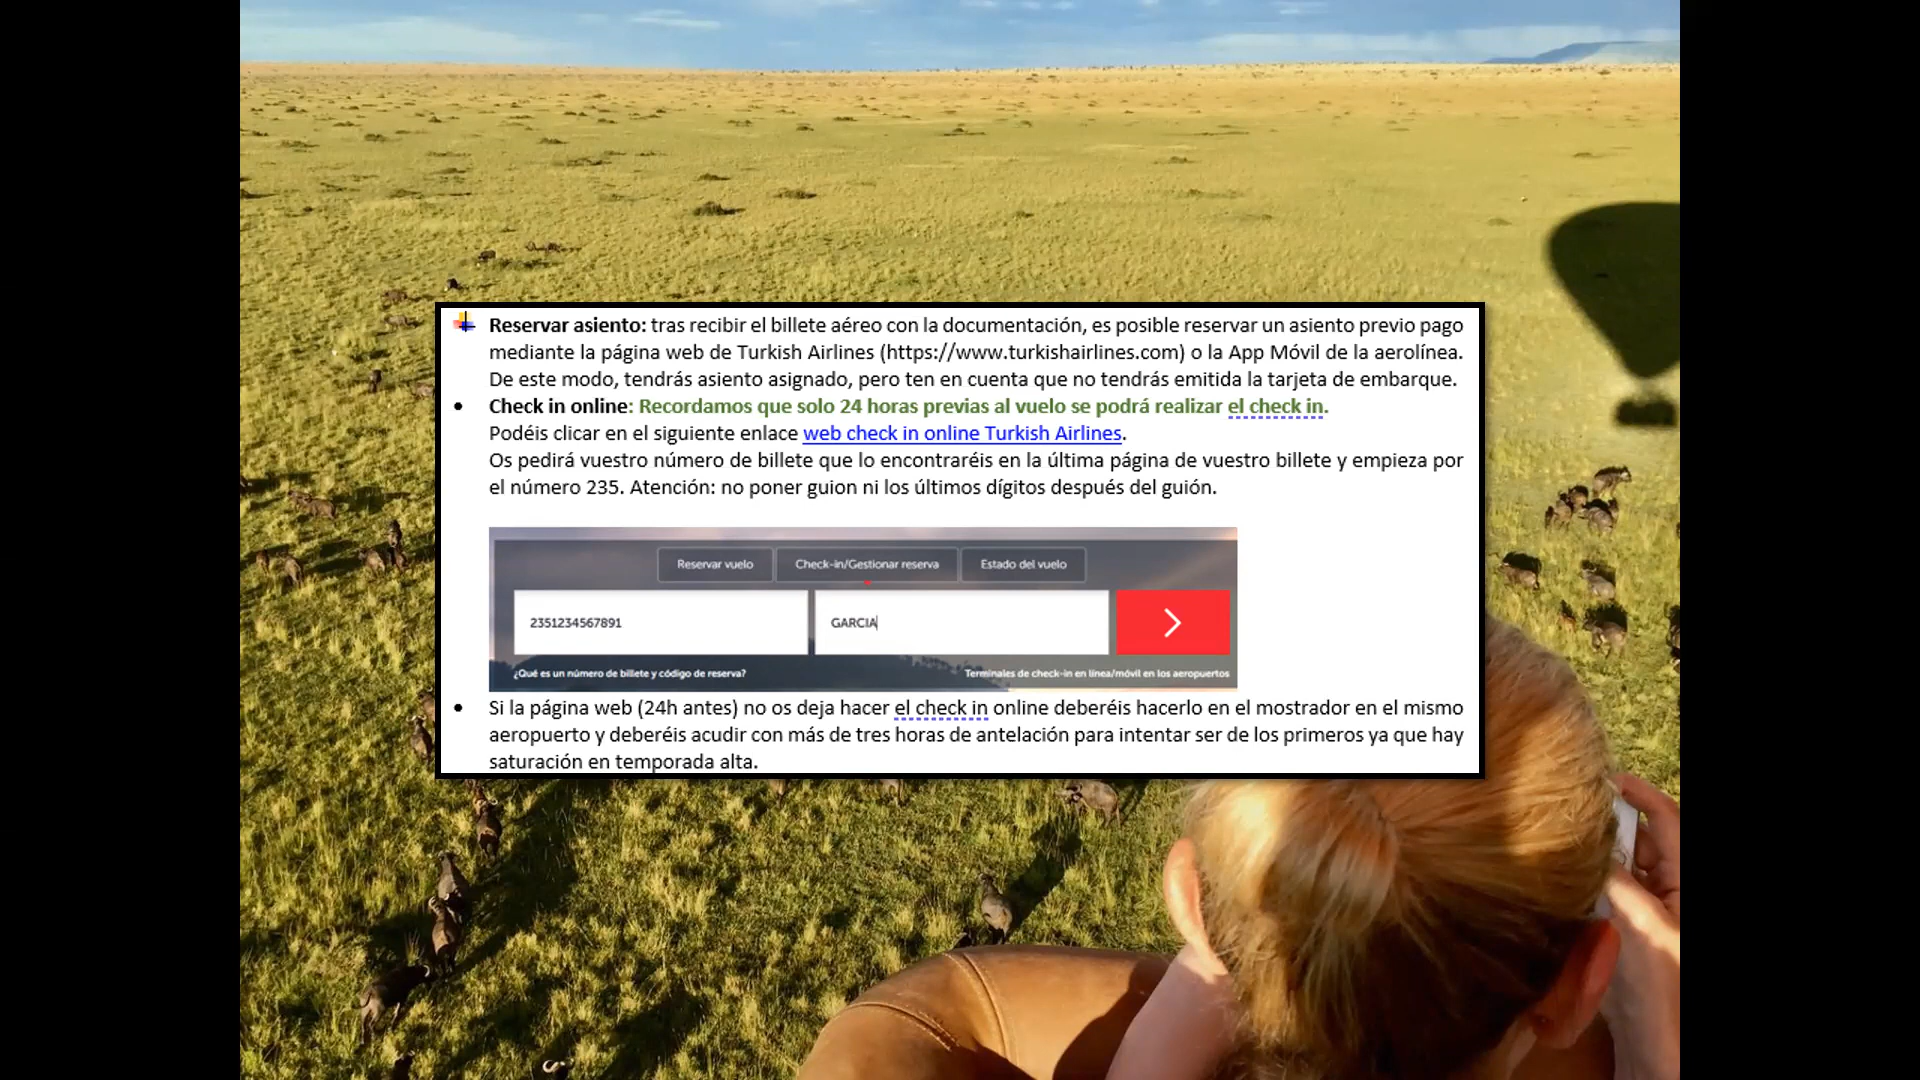 Reservar asiento: tras recibir el billete aéreo con la documentación, es posible reservar un asiento previo pago
mediante la página web de Turkish Airlines (https://www.turkishairlines.com) o la App Móvil de la aerolínea.
De este modo, tendrás asiento asignado, pero ten en cuenta que no tendrás emitida la tarjeta de embarque.
• Check in online: Recordamos que solo 24 horas previas al vuelo se podrá realizar el check in.
Podéis clicar en el siguiente enlace web check in online Turkish Airlines.
Os pedirá vuestro número de billete que lo encontraréis en la última página de vuestro billete y empieza por
el número 235. Atención: no poner guion ni los últimos dígitos después del guión.
Reservar vuelo Check-in/Gestionar reserva Estado del vuelo
2351234567891 GARCIA
¿Qué es un número de billete y código de reserva? Terminales de check-in en línea/móvil en los aeropuertos
• Si la página web (24h antes) no os deja hacer el check in online deberéis hacerlo en el mostrador en el mismo
aeropuerto y deberéis acudir con más de tres horas de antelación para intentar ser de los primeros ya que hay
saturación en temporada alta.